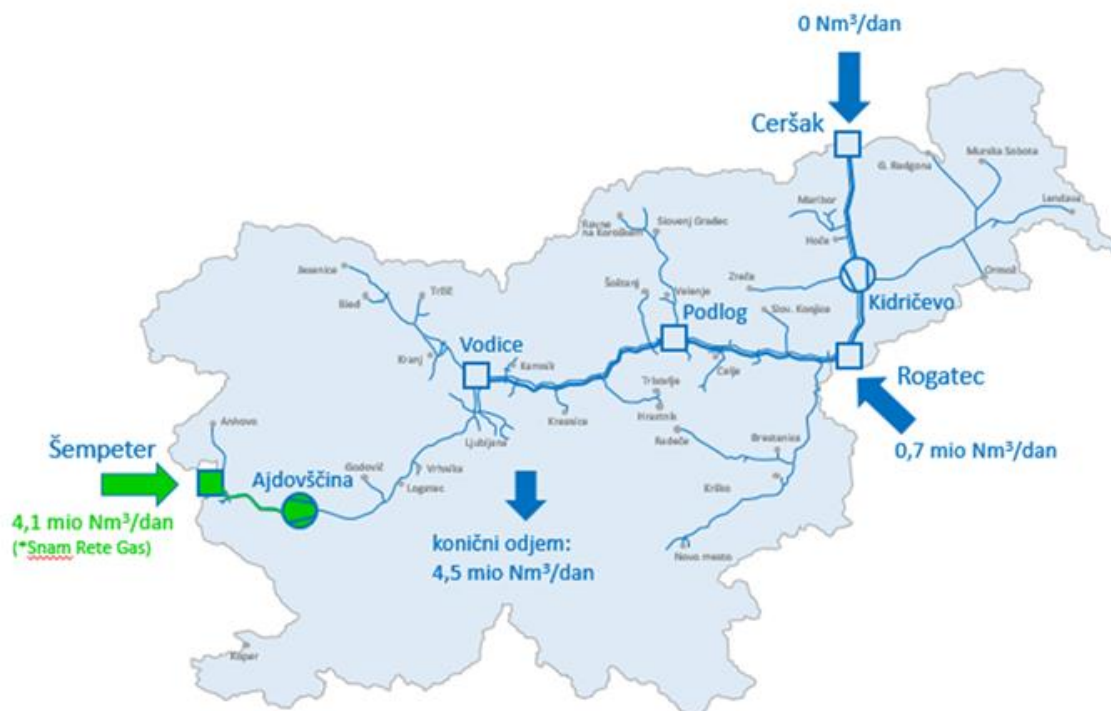 0 Nm³/dan
Ceršak
G. Radgona
Murska Sobota
Lendava
Maribor
Hoče
Ravne
na Koroškem
Slovenj Gradec
Ormož
Zreče
Kidričevo
Jesenice
Bled
Tržič
Šoštanj
Velenje
Podlog
Slov. Konjice
Vodice
Kranj
Kamnik
Celje
Rogatec
Trbovlje
Hrastnik
Kresnice
Radeče
Brestanica
0,7 mio Nm³/dan
Anhovo
Ljubljana
Šempeter
Ajdovščina
Godovič
Vrhnika
Logatec
Krško
4,1 mio Nm³/dan
(*Snam Rete Gas)
konični odjem:
4,5 mio Nm³/dan
Novo mesto
Koper